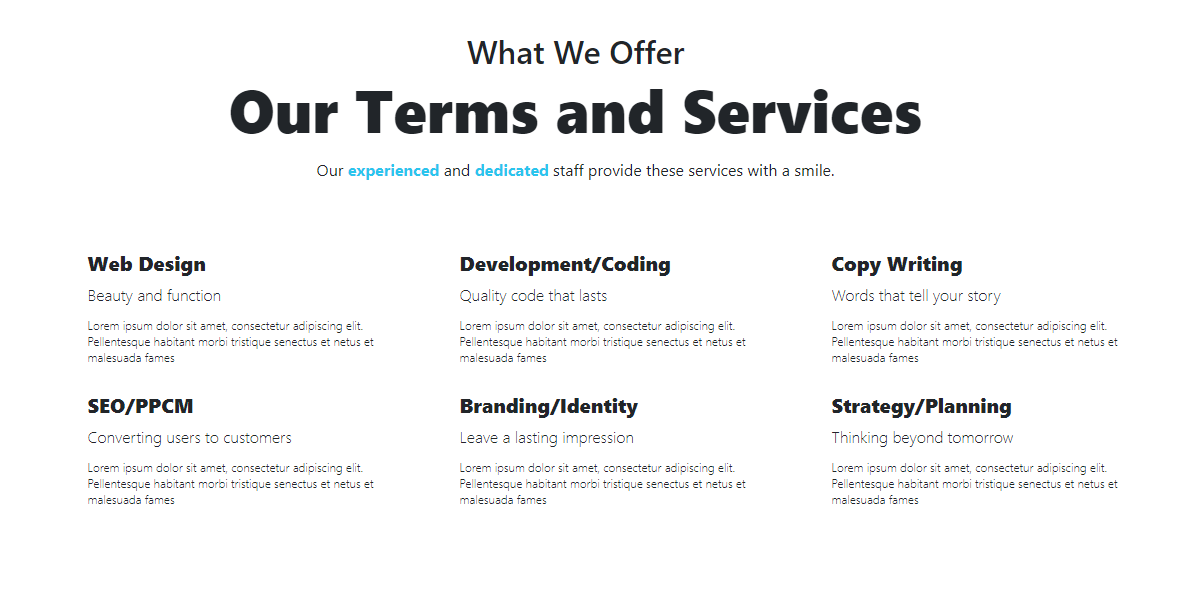 What We Offer
Our Terms and Services
Our experienced and dedicated staff provide these services with a smile.
Web Design
Beauty and function
Lorem ipsum dolor sit amet, consectetur adipiscing elit.
Pellentesque habitant morbi tristique senectus et netus et
malesuada fames
Development/Coding
Quality code that lasts
Lorem ipsum dolor sit amet, consectetur adipiscing elit.
Pellentesque habitant morbi tristique senectus et netus et
malesuada fames
Copy Writing
Words that tell your story
Lorem ipsum dolor sit amet, consectetur adipiscing elit.
Pellentesque habitant morbi tristique senectus et netus et
malesuada fames
SEO/PPCM
Converting users to customers
Lorem ipsum dolor sit amet, consectetur adipiscing elit.
Pellentesque habitant morbi tristique senectus et netus et
malesuada fames
Branding/Identity
Leave a lasting impression
Lorem ipsum dolor sit amet, consectetur adipiscing elit.
Pellentesque habitant morbi tristique senectus et netus et
malesuada fames
Strategy/Planning
Thinking beyond tomorrow
Lorem ipsum dolor sit amet, consectetur adipiscing elit.
Pellentesque habitant morbi tristique senectus et netus et
malesuada fames